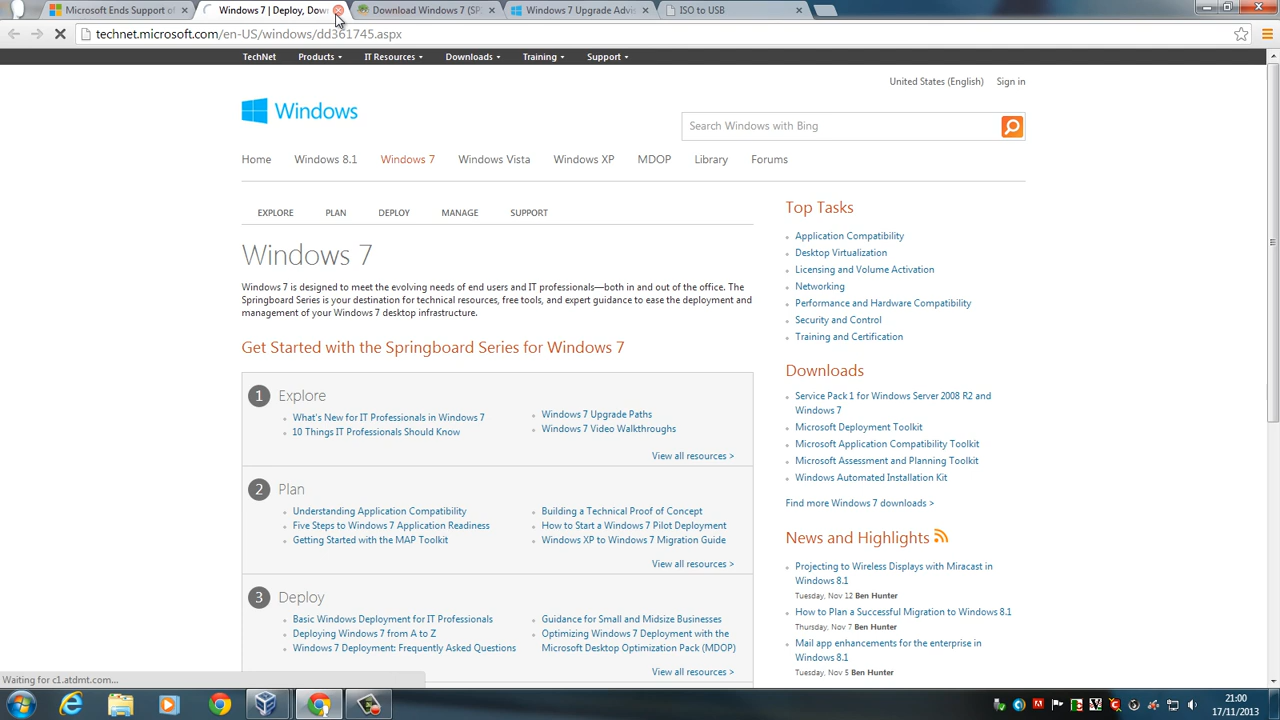 Microsoft Ends Support of
Windows 7 | Deploy, Dow
Download Windows 7 (SP
Windows 7 Upgrade Advis
ISO to USB
technet.microsoft.com/en-US/windows/dd361745.aspx
TechNet Products IT Resources Downloads Training Support
United States (English) Sign in
Windows
Search Windows with Bing
Home Windows 8.1 Windows 7 Windows Vista Windows XP MDOP Library Forums
EXPLORE PLAN DEPLOY MANAGE SUPPORT
Windows 7
Windows 7 is designed to meet the evolving needs of end users and IT professionals—both in and out of the office. The
Springboard Series is your destination for technical resources, free tools, and expert guidance to ease the deployment and
management of your Windows 7 desktop infrastructure.
Get Started with the Springboard Series for Windows 7
1 Explore
What's New for IT Professionals in Windows 7
10 Things IT Professionals Should Know
Windows 7 Upgrade Paths
Windows 7 Video Walkthroughs
View all resources >
2 Plan
Understanding Application Compatibility
Five Steps to Windows 7 Application Readiness
Getting Started with the MAP Toolkit
Building a Technical Proof of Concept
How to Start a Windows 7 Pilot Deployment
Windows XP to Windows 7 Migration Guide
View all resources >
3 Deploy
Basic Windows Deployment for IT Professionals
Deploying Windows 7 from A to Z
Windows 7 Deployment: Frequently Asked Questions
Guidance for Small and Midsize Businesses
Optimizing Windows 7 Deployment with the
Microsoft Desktop Optimization Pack (MDOP)
View all resources >
Top Tasks
Application Compatibility
Desktop Virtualization
Licensing and Volume Activation
Networking
Performance and Hardware Compatibility
Security and Control
Training and Certification
Downloads
Service Pack 1 for Windows Server 2008 R2 and
Windows 7
Microsoft Deployment Toolkit
Microsoft Application Compatibility Toolkit
Microsoft Assessment and Planning Toolkit
Windows Automated Installation Kit
Find more Windows 7 downloads >
News and Highlights
Projecting to Wireless Displays with Miracast in
Windows 8.1
Tuesday, Nov 12 Ben Hunter
How to Plan a Successful Migration to Windows 8.1
Thursday, Nov 7 Ben Hunter
Mail app enhancements for the enterprise in
Windows 8.1
Tuesday, Nov 5 Ben Hunter
Waiting for c1.atdmt.com...
21:00
17/11/2013